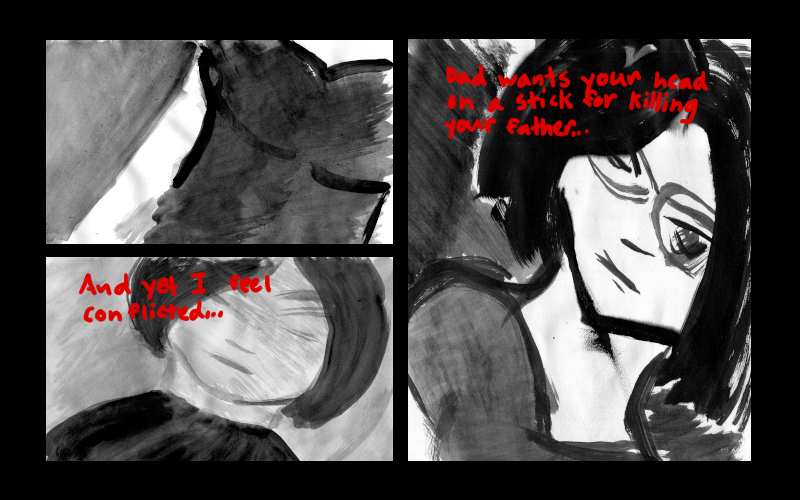 And yet I feel
conflicted...
Dad wants your head
on a stick for killing
your father...